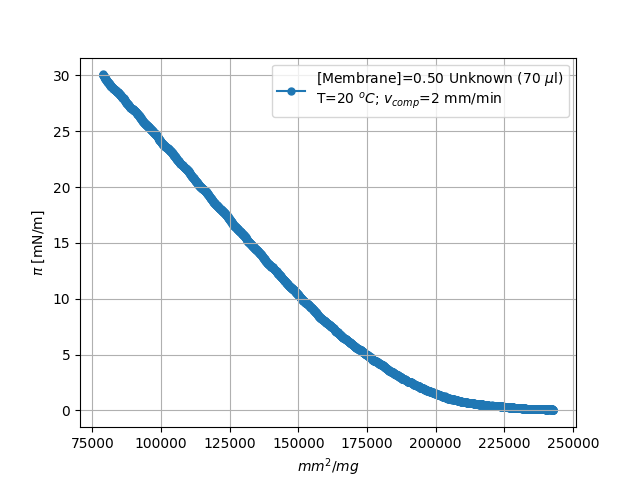 [Membrane]=0.50 Unknown (70 μl)
T=20 °C; v_comp=2 mm/min
30
25
20
15
10
5
0
π [mN/m]
75000 100000 125000 150000 175000 200000 225000 250000
mm²/mg